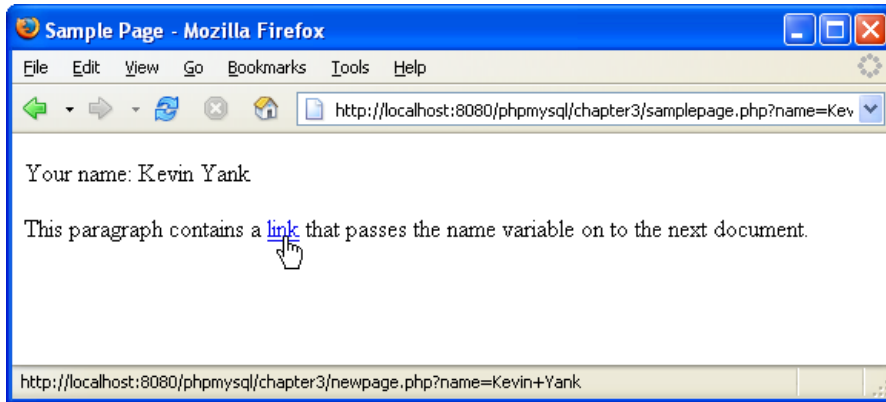 Sample Page - Mozilla Firefox
File Edit View Go Bookmarks Tools Help
http://localhost:8080/phpmysql/chapter3/samplepage.php?name=Kev
Your name: Kevin Yank
This paragraph contains a link that passes the name variable on to the next document.
http://localhost:8080/phpmysql/chapter3/newpage.php?name=Kevin+Yank